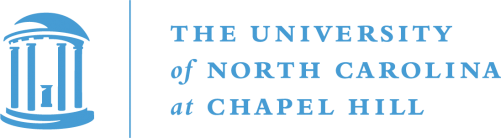 THE UNIVERSITY
of NORTH CAROLINA
at CHAPEL HILL